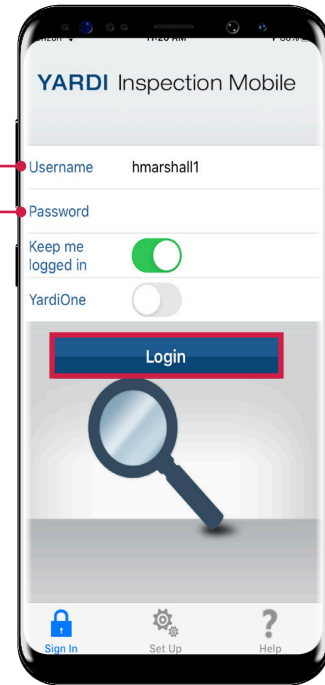 YARDI Inspection Mobile
Username hmarshall1
Password
Keep me
logged in
YardiOne
Login
Sign In Set Up Help